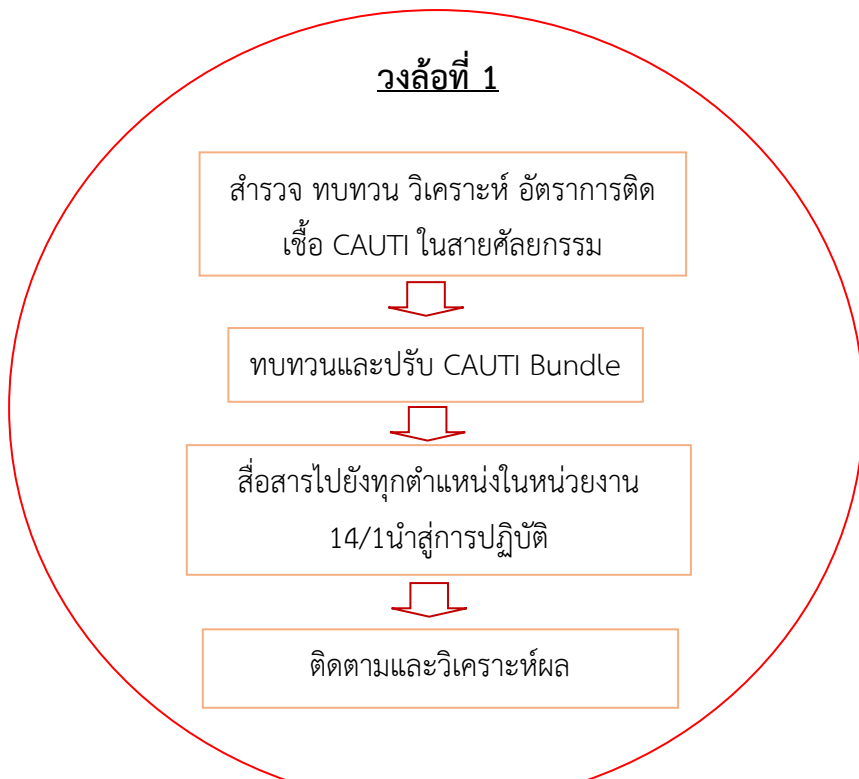 วงล้อที่ 1
สำรวจ ทบทวน วิเคราะห์ อัตราการติด
เชื้อ CAUTI ในสายศัลยกรรม
ทบทวนและปรับ CAUTI Bundle
สื่อสารไปยังทุกตำแหน่งในหน่วยงาน
14/1นำสู่การปฏิบัติ
ติดตามและวิเคราะห์ผล